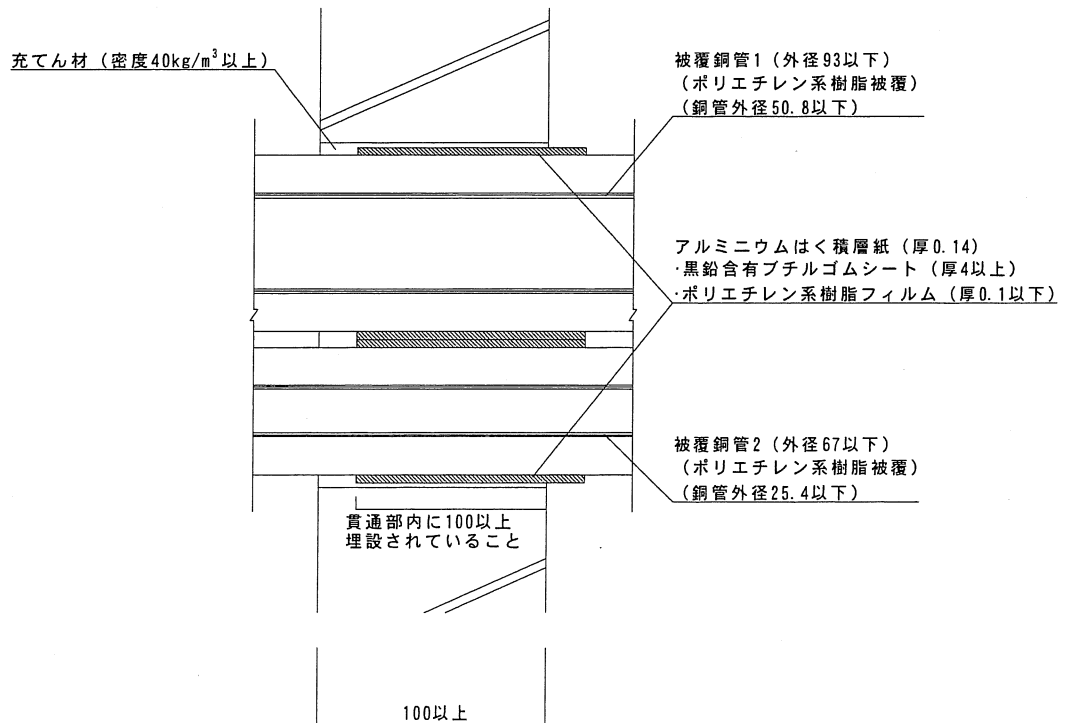 充てん材（密度40kg/m³以上）
被覆銅管1（外径93以下）
（ポリエチレン系樹脂被覆）
（銅管外径50.8以下）
アルミニウムはく積層紙（厚0.14）
・黒鉛含有ブチルゴムシート（厚4以上）
・ポリエチレン系樹脂フィルム（厚0.1以下）
被覆銅管2（外径67以下）
（ポリエチレン系樹脂被覆）
（銅管外径25.4以下）
貫通部内に100以上
埋設されていること
100以上